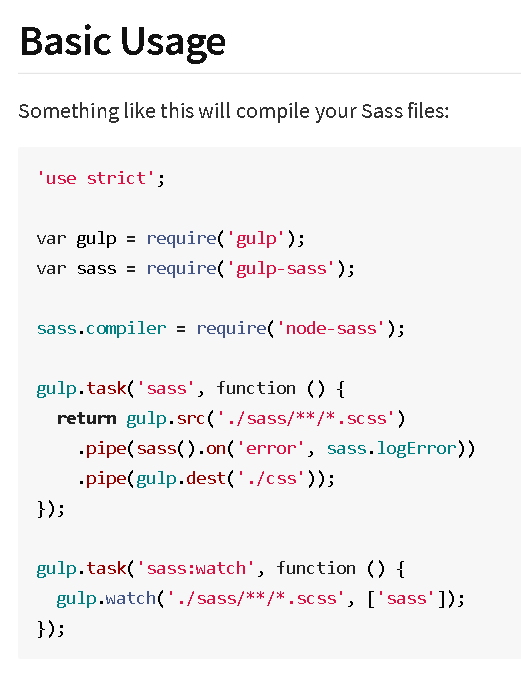 Basic Usage
Something like this will compile your Sass files:
'use strict';
var gulp = require('gulp');
var sass = require('gulp-sass');
sass.compiler = require('node-sass');
gulp.task('sass', function () {
  return gulp.src('./sass/**/*.scss')
    .pipe(sass().on('error', sass.logError))
    .pipe(gulp.dest('./css'));
});
gulp.task('sass:watch', function () {
  gulp.watch('./sass/**/*.scss', ['sass']);
});